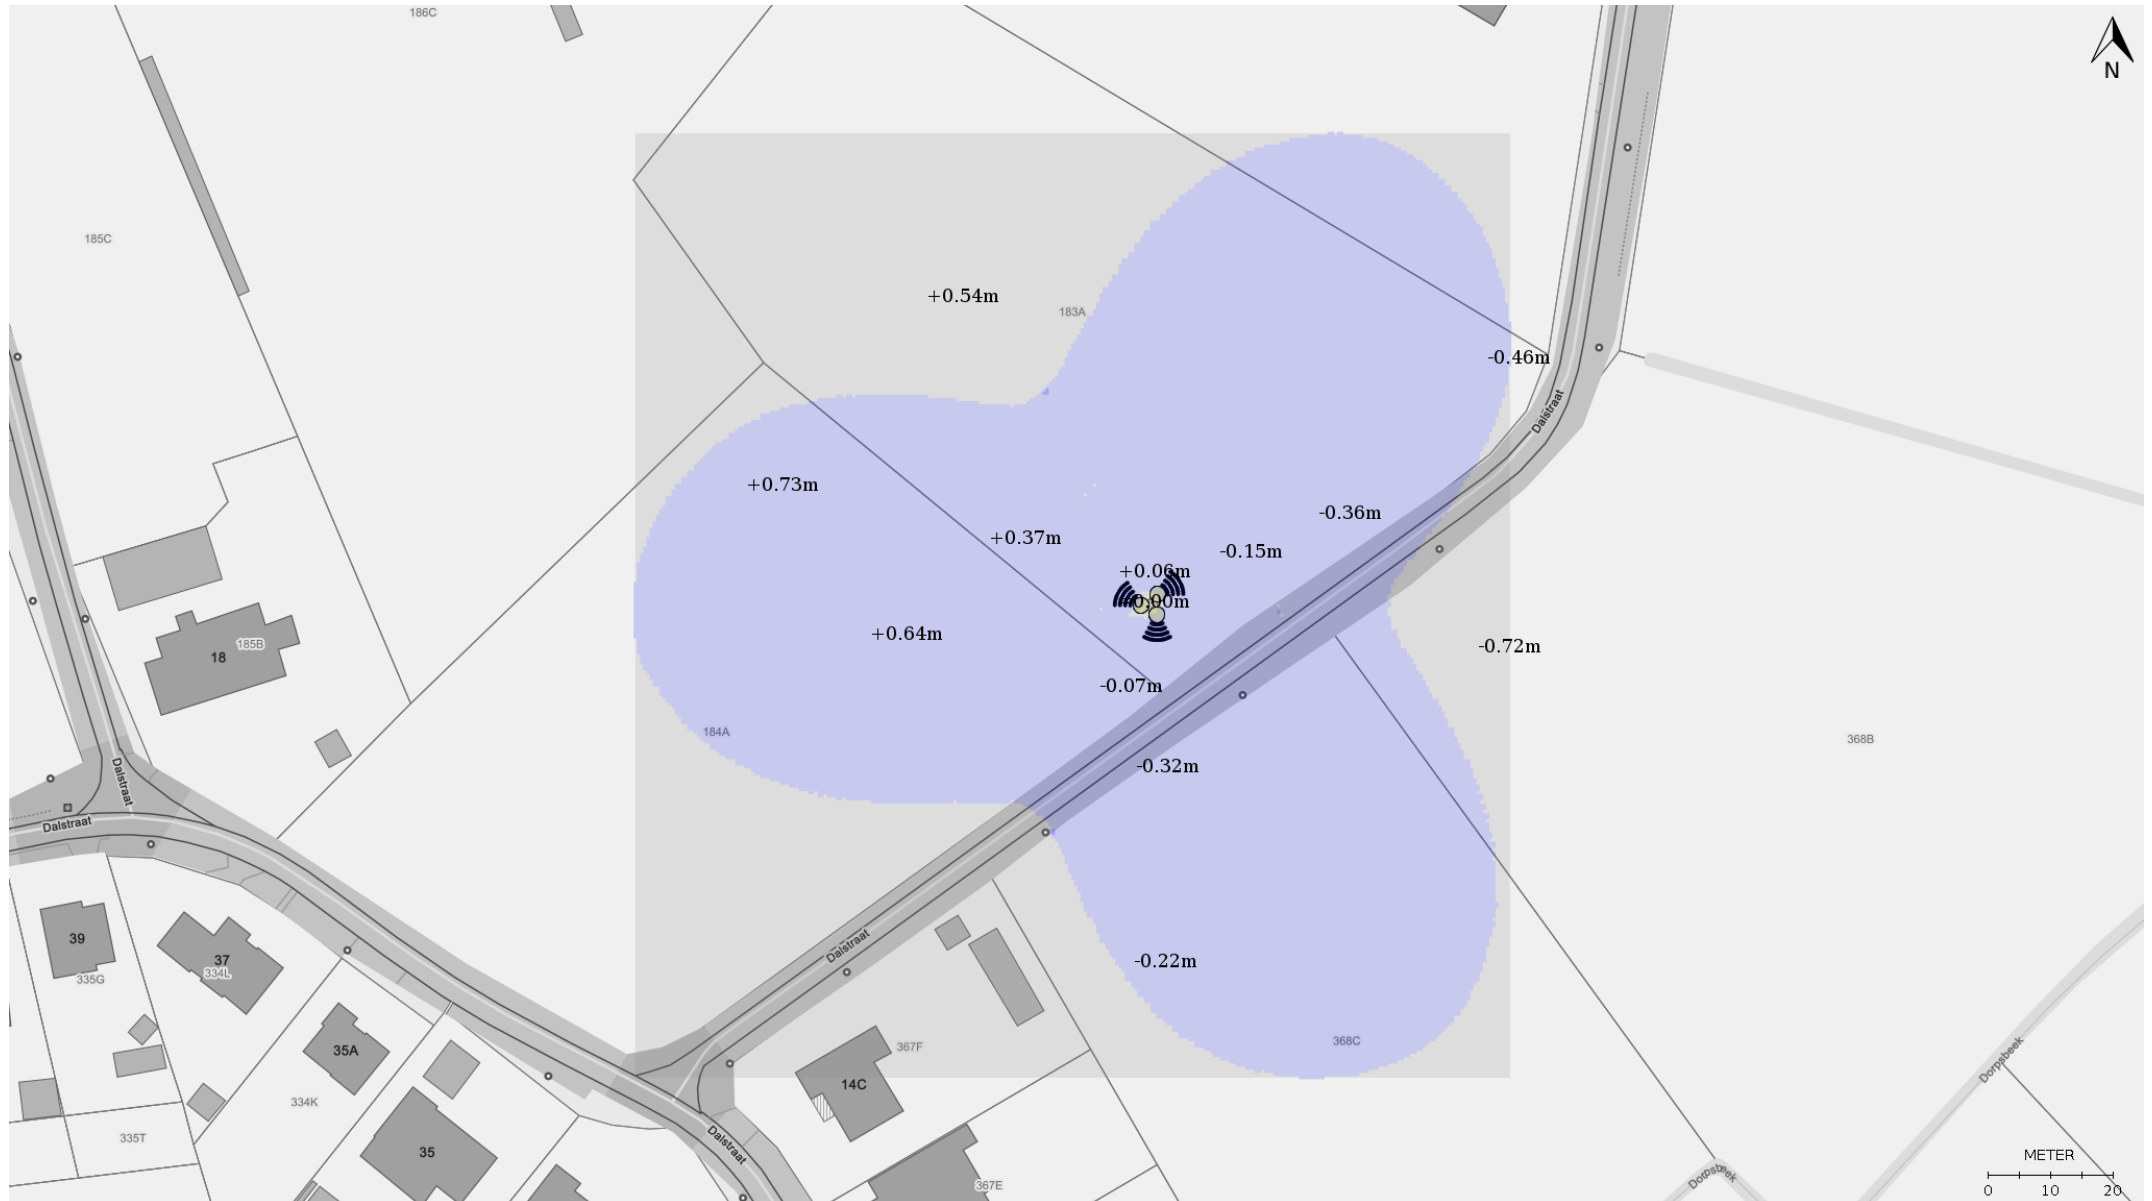 186C
N
185C
+0.54m
183A
-0.46m
Dalstraat
+0.73m
-0.36m
+0.37m
-0.15m
+0.06m
0.00m
18
185B
+0.64m
-0.72m
-0.07m
184A
368B
-0.32m
Dalstraat
Dalstraat
39
335G
37
334L
Dalstraat
-0.22m
35A
334K
367F
368C
14C
Dorpsbeek
335T
35
Dalstraat
367E
Dorpsbeek
METER
0 10 20